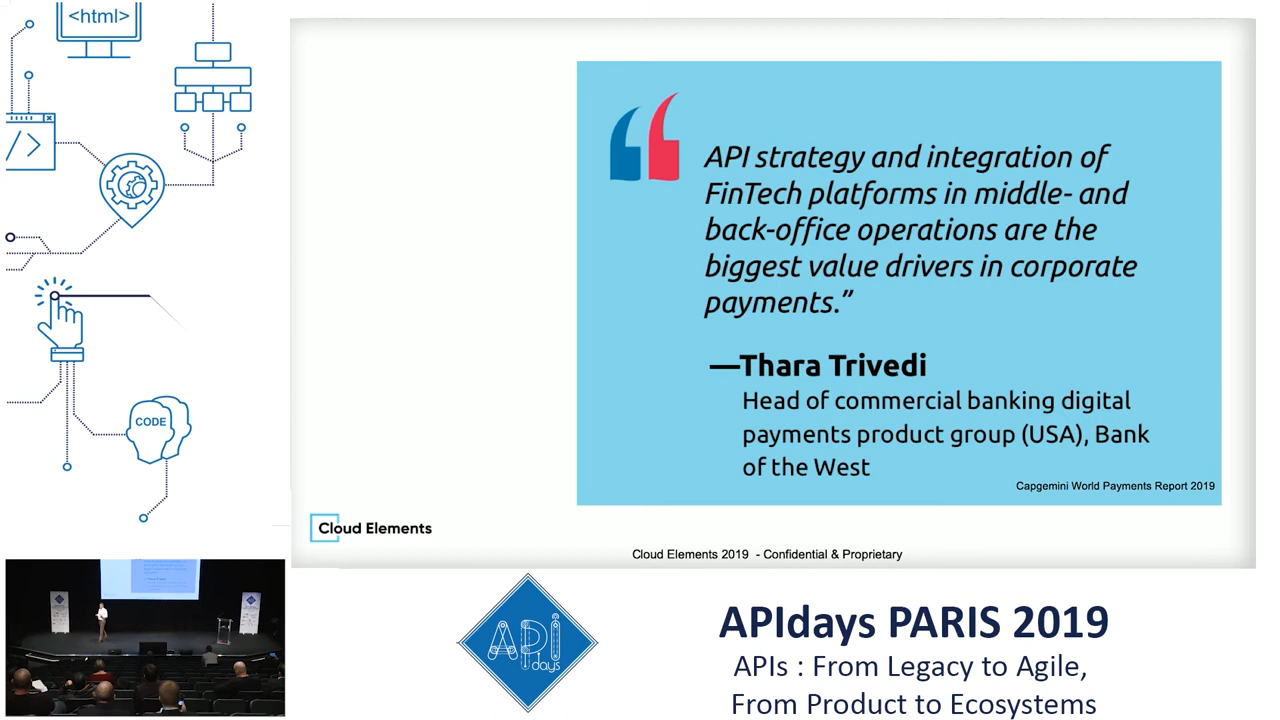 <html>
</>
CODE
API strategy and integration of
FinTech platforms in middle- and
back-office operations are the
biggest value drivers in corporate
payments.”
—Thara Trivedi
Head of commercial banking digital
payments product group (USA), Bank
of the West
Capgemini World Payments Report 2019
Cloud Elements
Cloud Elements 2019 - Confidential & Proprietary
API
days
APIdays PARIS 2019
APIs : From Legacy to Agile,
From Product to Ecosystems